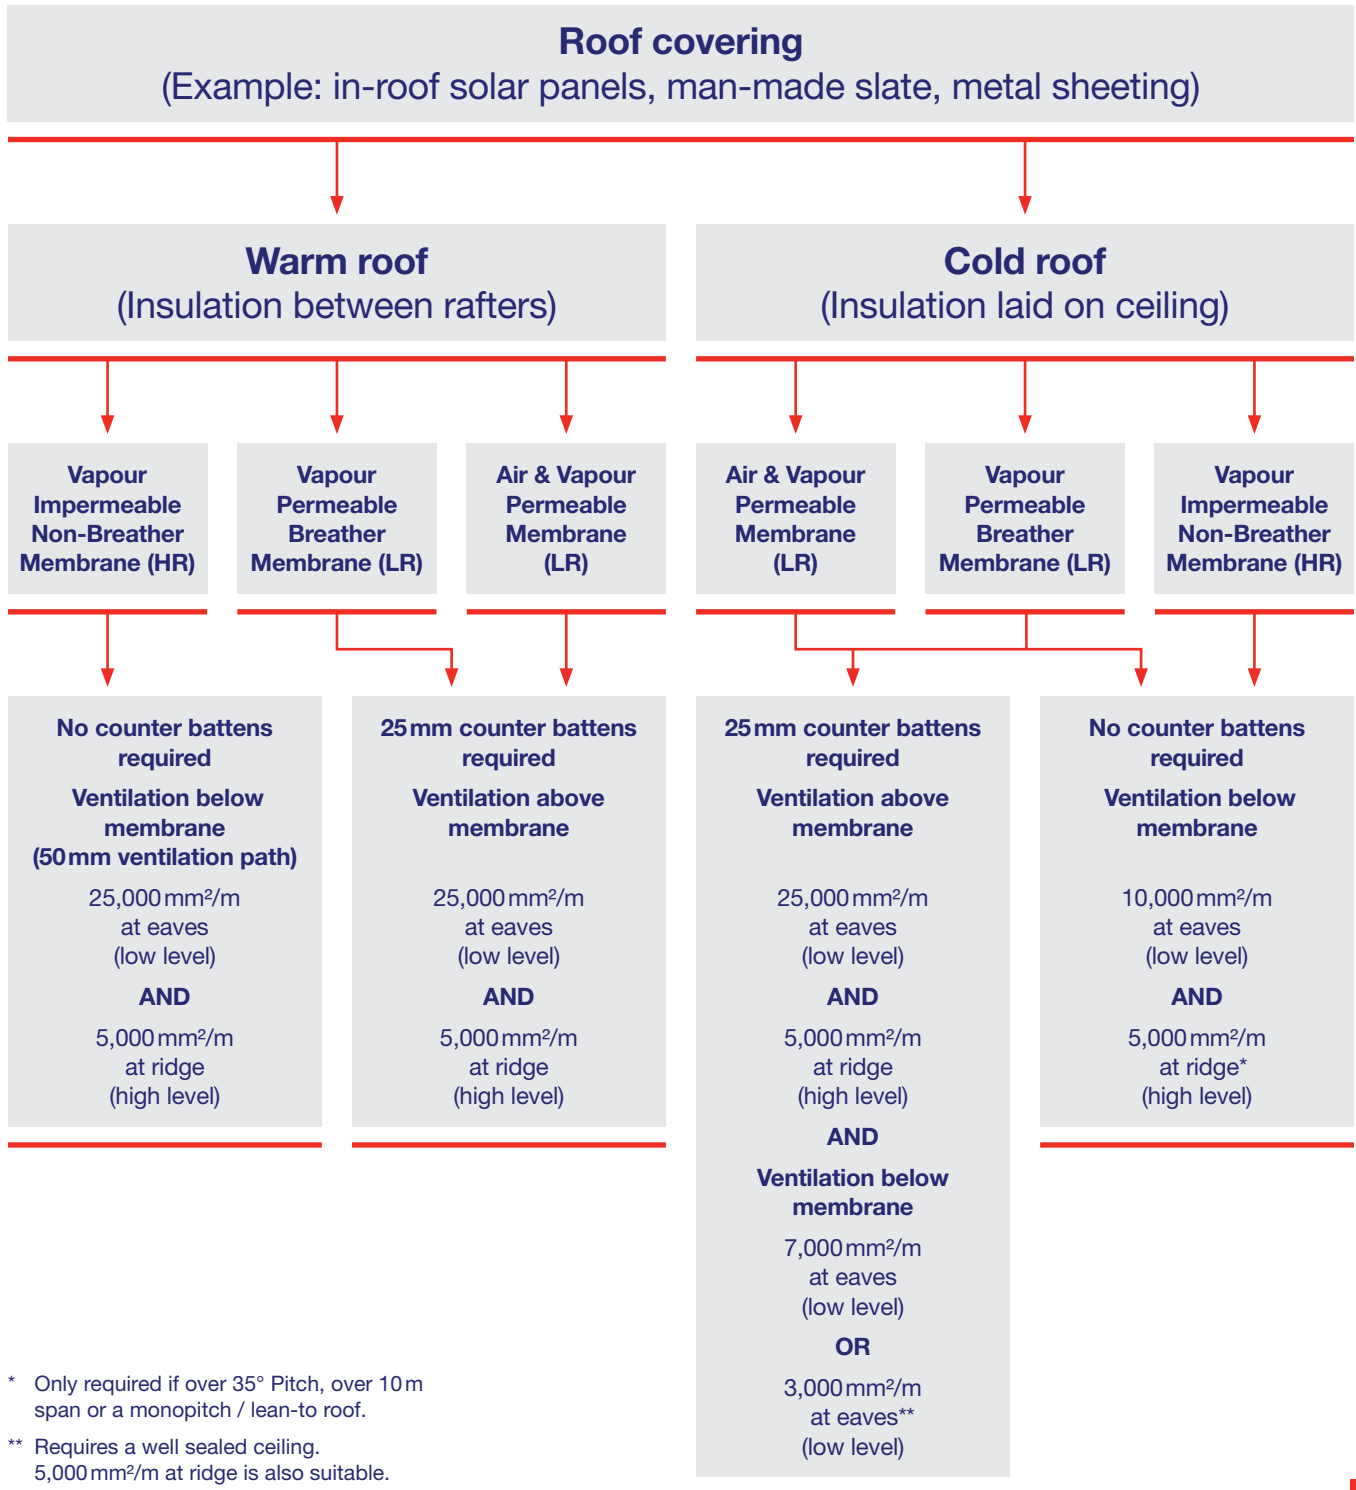 Roof covering
(Example: in-roof solar panels, man-made slate, metal sheeting)
Warm roof
(Insulation between rafters)
Cold roof
(Insulation laid on ceiling)
Vapour
Impermeable
Non-Breather
Membrane (HR)
Vapour
Permeable
Breather
Membrane (LR)
Air & Vapour
Permeable
Membrane
(LR)
Air & Vapour
Permeable
Membrane
(LR)
Vapour
Permeable
Breather
Membrane (LR)
Vapour
Impermeable
Non-Breather
Membrane (HR)
No counter battens
required
Ventilation below
membrane
(50 mm ventilation path)
25,000 mm²/m
at eaves
(low level)
AND
5,000 mm²/m
at ridge
(high level)
25 mm counter battens
required
Ventilation above
membrane
25,000 mm²/m
at eaves
(low level)
AND
5,000 mm²/m
at ridge
(high level)
25 mm counter battens
required
Ventilation above
membrane
25,000 mm²/m
at eaves
(low level)
AND
5,000 mm²/m
at ridge
(high level)
AND
Ventilation below
membrane
7,000 mm²/m
at eaves
(low level)
OR
3,000 mm²/m
at eaves**
(low level)
No counter battens
required
Ventilation below
membrane
10,000 mm²/m
at eaves
(low level)
AND
5,000 mm²/m
at ridge*
(high level)
* Only required if over 35° Pitch, over 10 m
span or a monopitch / lean-to roof.
** Requires a well sealed ceiling.
5,000 mm²/m at ridge is also suitable.